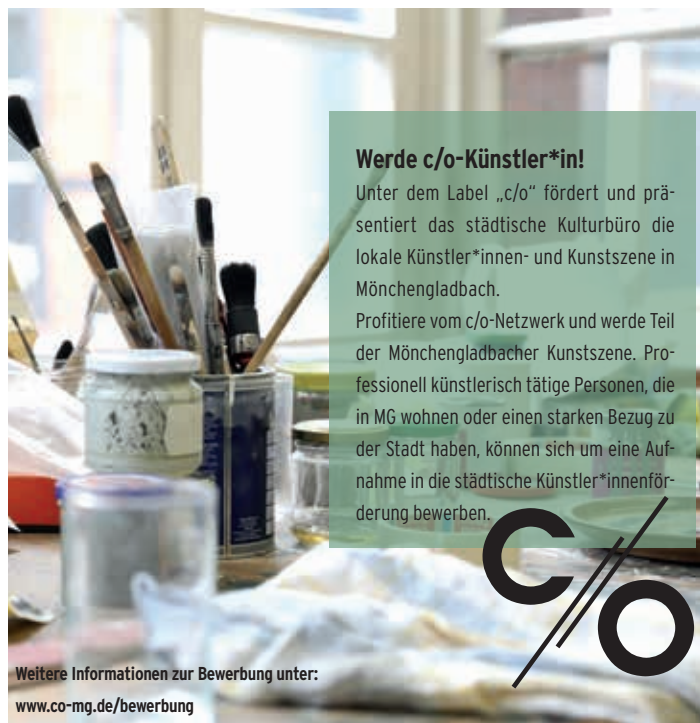 Werde c/o-Künstler*in!
Unter dem Label „c/o“ fördert und prä-
sentiert das städtische Kulturbüro die
lokale Künstler*innen- und Kunstszene in
Mönchengladbach.
Profitiere vom c/o-Netzwerk und werde Teil
der Mönchengladbacher Kunstszene. Pro-
fessionell künstlerisch tätige Personen, die
in MG wohnen oder einen starken Bezug zu
der Stadt haben, können sich um eine Auf-
nahme in die städtische Künstler*innenför-
derung bewerben.
c/o
Weitere Informationen zur Bewerbung unter:
www.co-mg.de/bewerbung